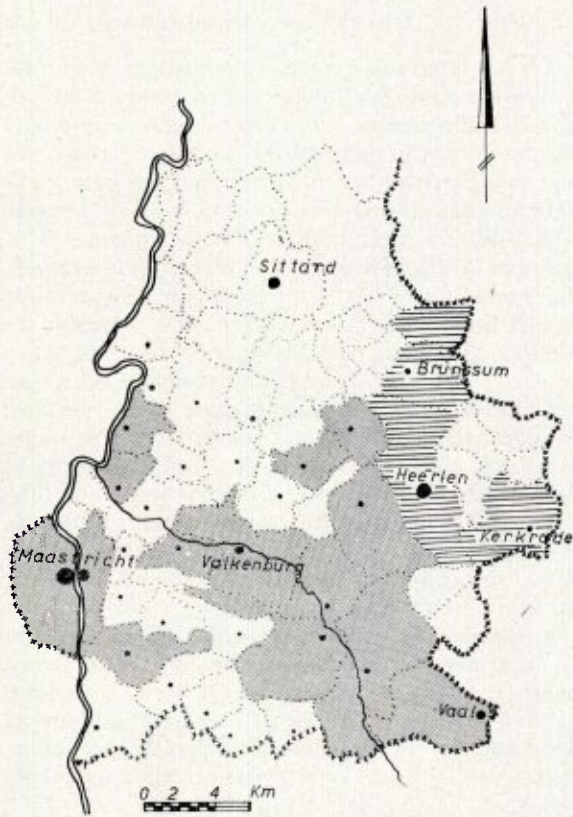 Sittard
Brunssum
Heerlen
Kerkrade
Maastricht
Valkenburg
Vaals
0 2 4 Km